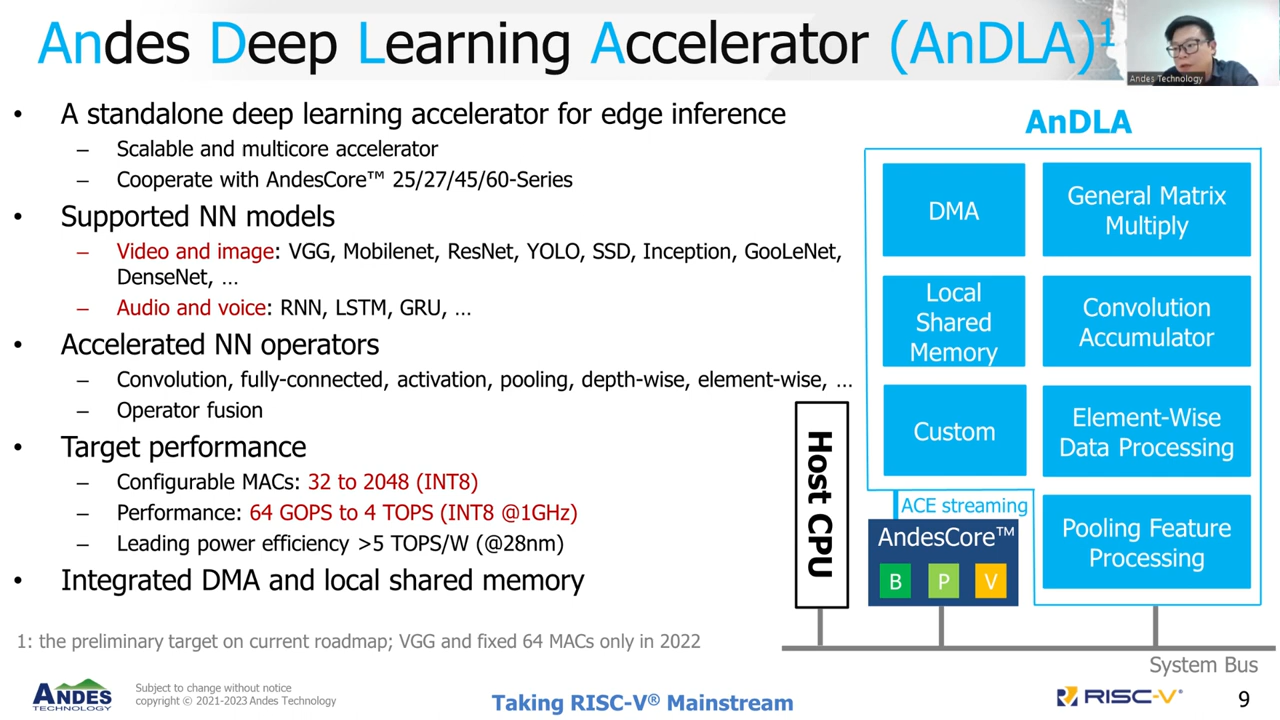 Andes Deep Learning Accelerator (AnDLA)1
Andes Technology
• A standalone deep learning accelerator for edge inference
– Scalable and multicore accelerator
– Cooperate with AndesCore™ 25/27/45/60-Series
• Supported NN models
– Video and image: VGG, Mobilenet, ResNet, YOLO, SSD, Inception, GooLeNet,
DenseNet, …
– Audio and voice: RNN, LSTM, GRU, …
• Accelerated NN operators
– Convolution, fully-connected, activation, pooling, depth-wise, element-wise, …
– Operator fusion
• Target performance
– Configurable MACs: 32 to 2048 (INT8)
– Performance: 64 GOPS to 4 TOPS (INT8 @1GHz)
– Leading power efficiency >5 TOPS/W (@28nm)
• Integrated DMA and local shared memory
AnDLA
DMA
General Matrix
Multiply
Local
Shared
Memory
Convolution
Accumulator
Custom
Element-Wise
Data Processing
Pooling Feature
Processing
ACE streaming
Host CPU
AndesCore™
B P V
System Bus
1: the preliminary target on current roadmap; VGG and fixed 64 MACs only in 2022
ANDES
TECHNOLOGY
Subject to change without notice
copyright © 2021-2023 Andes Technology
Taking RISC-V® Mainstream
RISC-V®
9